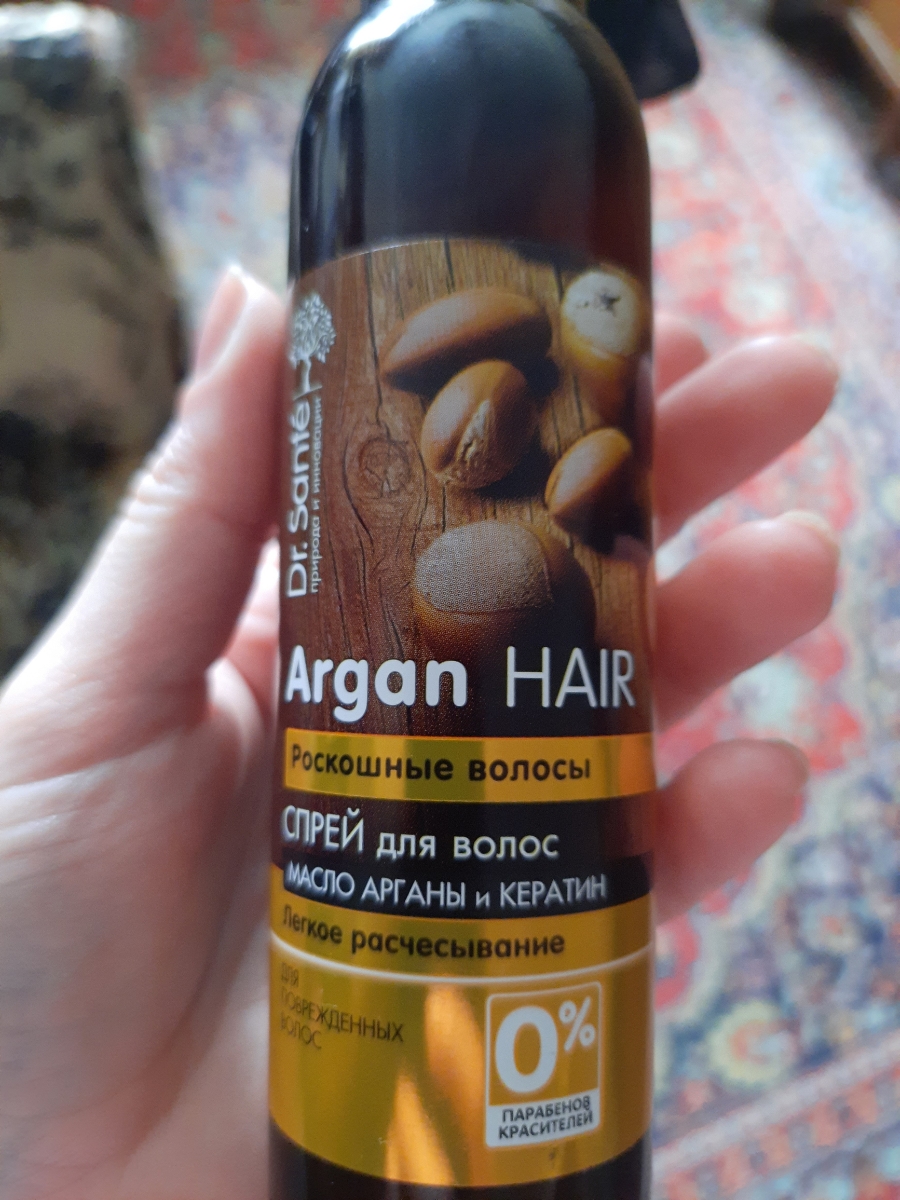 Dr. Santé
природа и инновации
Argan HAIR
Роскошные волосы
СПРЕЙ для волос
МАСЛО АРГАНЫ и КЕРАТИН
Легкое расчесывание
ДЛЯ
ПОВРЕЖДЕННЫХ
ВОЛОС
0%
ПАРАБЕНОВ
КРАСИТЕЛЕЙ